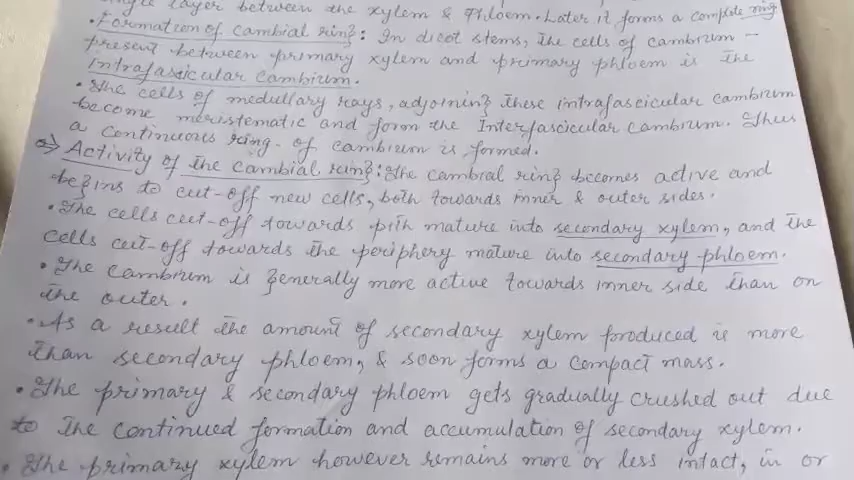 layer between the xylem & Phloem. Later it forms a complete ring
• Formation of cambial ring: In dicot stems, the cells of cambium -
present between primary xylem and primary phloem is the
Intrafascicular Cambium.
• The cells of medullary rays, adjoining these intrafascicular cambium
become meristematic and form the Interfascicular Cambium. Thus
a continuous ring - of cambium is formed.
⇒ Activity of the cambial ring: The cambial ring becomes active and
begins to cut-off new cells, both towards inner & outer sides.
• The cells cut-off towards pith mature into secondary xylem, and the
cells cut-off towards the periphery mature into secondary phloem.
• The cambium is generally more active towards inner side than on
the outer.
• As a result the amount of secondary xylem produced is more
than secondary phloem, & soon forms a compact mass.
• The primary & secondary phloem gets gradually crushed out due
to the continued formation and accumulation of secondary xylem.
• The primary xylem however remains more or less intact, in or